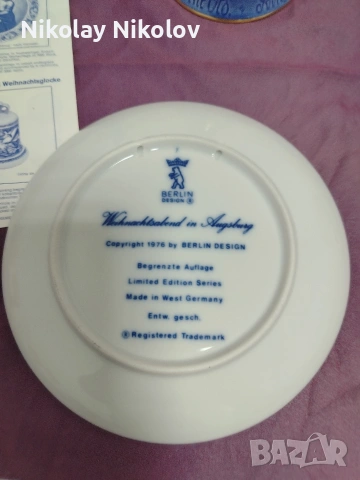 Nikolay Nikolov
Weihnachtsglocke
BERLIN
DESIGN ®
Weihnachtsabend in Augsburg
Copyright 1976 by BERLIN DESIGN
Begrenzte Auflage
Limited Edition Series
Made in West Germany
Entw. gesch.
® Registered Trademark
BAZAR